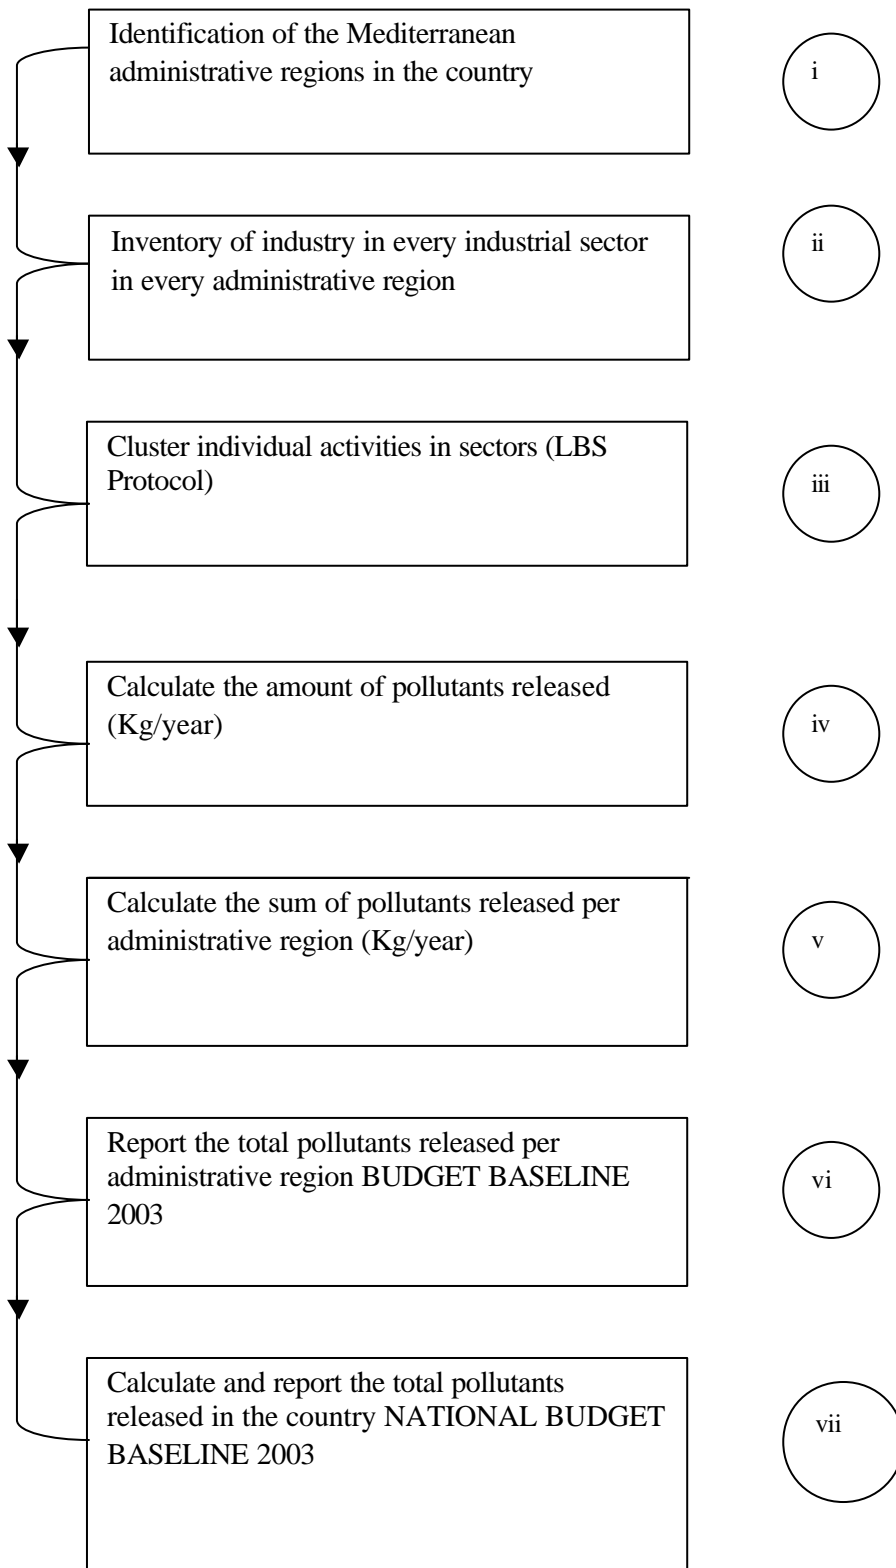 Identification of the Mediterranean
administrative regions in the country
i
Inventory of industry in every industrial sector
in every administrative region
ii
Cluster individual activities in sectors (LBS
Protocol)
iii
Calculate the amount of pollutants released
(Kg/year)
iv
Calculate the sum of pollutants released per
administrative region (Kg/year)
v
Report the total pollutants released per
administrative region BUDGET BASELINE
2003
vi
Calculate and report the total pollutants
released in the country NATIONAL BUDGET
BASELINE 2003
vii